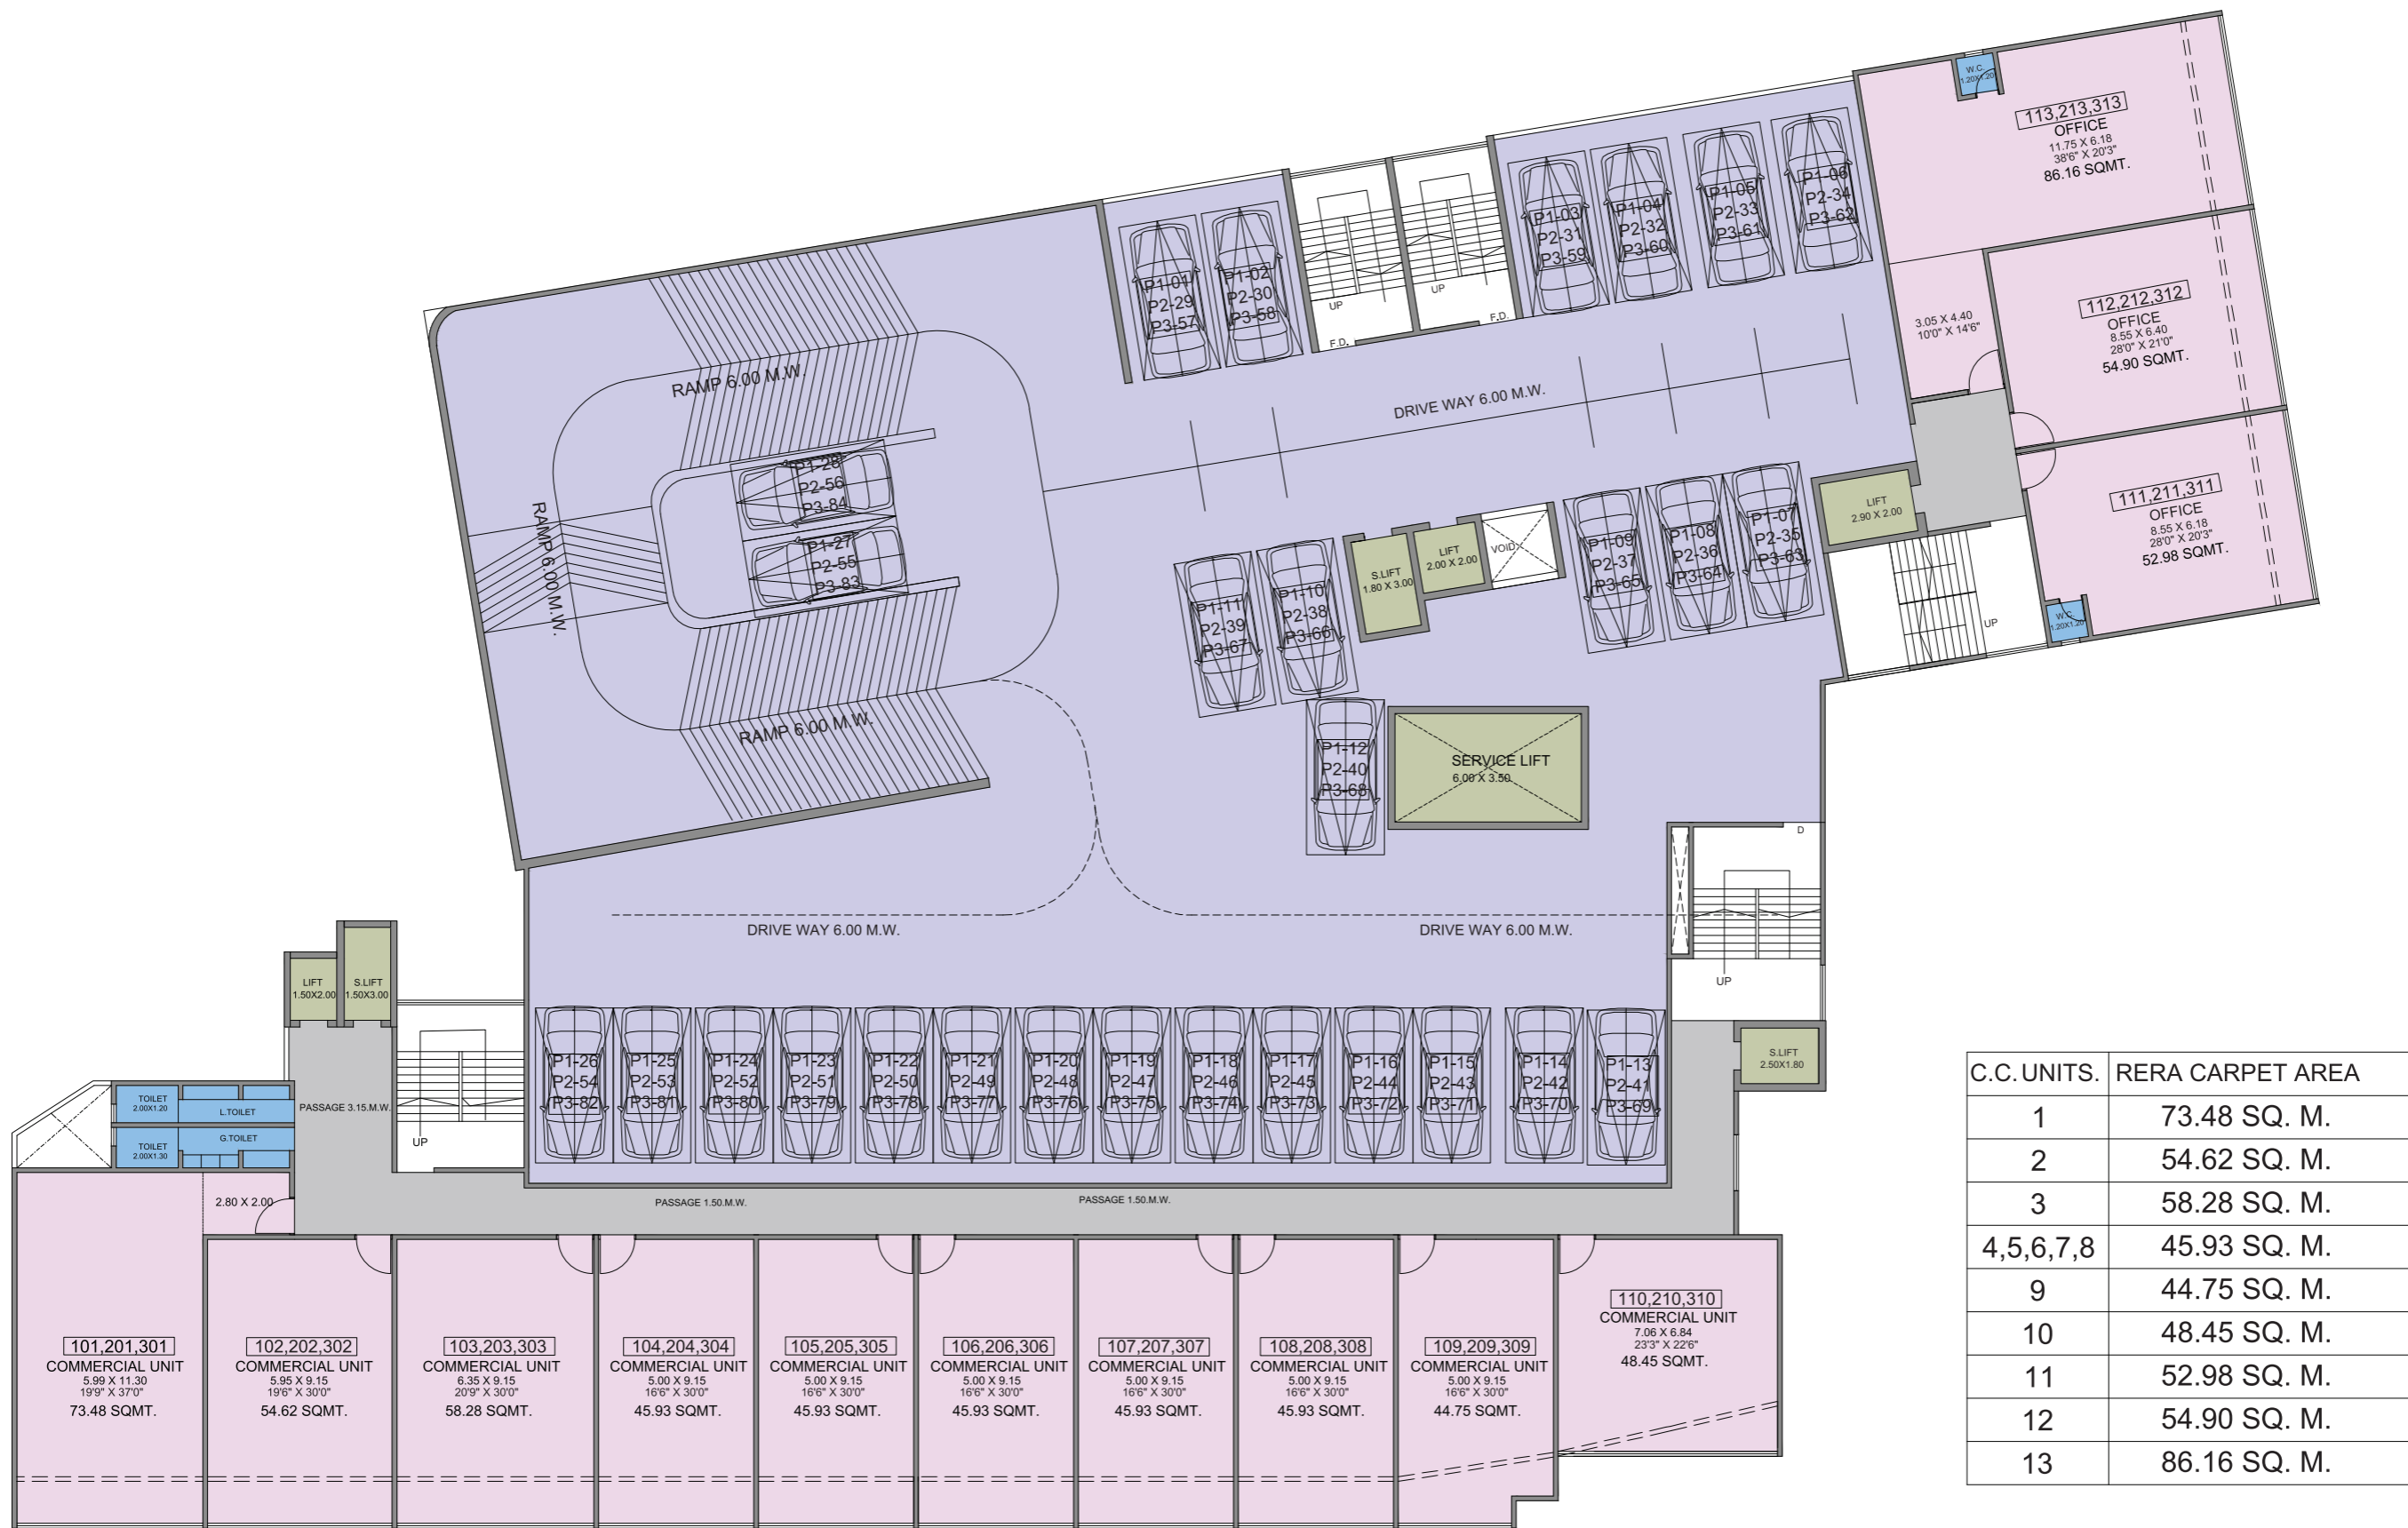 W.C.
1.20X1.20
113,213,313
OFFICE
11.75 X 6.18
38'6" X 20'3"
86.16 SQMT.
P1-01
P2-29
P3-57
P1-02
P2-30
P3-58
UP
F.D.
UP
F.D.
P1-03
P2-31
P3-59
P1-04
P2-32
P3-60
P1-05
P2-33
P3-61
P1-06
P2-34
P3-62
3.05 X 4.40
10'0" X 14'6"
112,212,312
OFFICE
8.55 X 6.40
28'0" X 21'0"
54.90 SQMT.
RAMP 6.00 M.W.
DRIVE WAY 6.00 M.W.
P1-28
P2-56
P3-84
P1-27
P2-55
P3-83
RAMP 6.00 M.W.
RAMP 6.00 M.W.
P1-11
P2-39
P3-67
P1-10
P2-38
P3-66
S.LIFT
1.80 X 3.00
LIFT
2.00 X 2.00
VOID
P1-09
P2-37
P3-65
P1-08
P2-36
P3-64
P1-07
P2-35
P3-63
LIFT
2.90 X 2.00
111,211,311
OFFICE
8.55 X 6.18
28'0" X 20'3"
52.98 SQMT.
W.C.
1.20X1.20
UP
P1-12
P2-40
P3-68
SERVICE LIFT
6.00 X 3.50
D
UP
DRIVE WAY 6.00 M.W.
DRIVE WAY 6.00 M.W.
LIFT
1.50X2.00
S.LIFT
1.50X3.00
S.LIFT
2.50X1.80
P1-26
P2-54
P3-82
P1-25
P2-53
P3-81
P1-24
P2-52
P3-80
P1-23
P2-51
P3-79
P1-22
P2-50
P3-78
P1-21
P2-49
P3-77
P1-20
P2-48
P3-76
P1-19
P2-47
P3-75
P1-18
P2-46
P3-74
P1-17
P2-45
P3-73
P1-16
P2-44
P3-72
P1-15
P2-43
P3-71
P1-14
P2-42
P3-70
P1-13
P2-41
P3-69
TOILET
2.00X1.20
L.TOILET
TOILET
2.00X1.30
G.TOILET
PASSAGE 3.15.M.W.
UP
2.80 X 2.00
PASSAGE 1.50.M.W.
PASSAGE 1.50.M.W.
101,201,301
COMMERCIAL UNIT
5.99 X 11.30
19'9" X 37'0"
73.48 SQMT.
102,202,302
COMMERCIAL UNIT
5.95 X 9.15
19'6" X 30'0"
54.62 SQMT.
103,203,303
COMMERCIAL UNIT
6.35 X 9.15
20'9" X 30'0"
58.28 SQMT.
104,204,304
COMMERCIAL UNIT
5.00 X 9.15
16'6" X 30'0"
45.93 SQMT.
105,205,305
COMMERCIAL UNIT
5.00 X 9.15
16'6" X 30'0"
45.93 SQMT.
106,206,306
COMMERCIAL UNIT
5.00 X 9.15
16'6" X 30'0"
45.93 SQMT.
107,207,307
COMMERCIAL UNIT
5.00 X 9.15
16'6" X 30'0"
45.93 SQMT.
108,208,308
COMMERCIAL UNIT
5.00 X 9.15
16'6" X 30'0"
45.93 SQMT.
109,209,309
COMMERCIAL UNIT
5.00 X 9.15
16'6" X 30'0"
44.75 SQMT.
110,210,310
COMMERCIAL UNIT
7.06 X 6.84
23'3" X 22'6"
48.45 SQMT.
C.C. UNITS. RERA CARPET AREA
1 73.48 SQ. M.
2 54.62 SQ. M.
3 58.28 SQ. M.
4,5,6,7,8 45.93 SQ. M.
9 44.75 SQ. M.
10 48.45 SQ. M.
11 52.98 SQ. M.
12 54.90 SQ. M.
13 86.16 SQ. M.